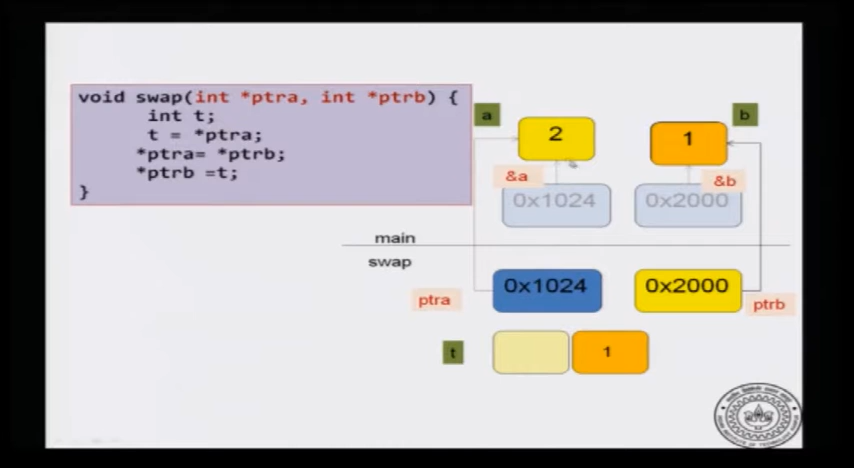 void swap(int *ptra, int *ptrb) {
int t;
t = *ptra;
*ptra= *ptrb;
*ptrb =t;
}
a
b
2
1
&a
&b
0x1024
0x2000
main
swap
ptra
0x1024
0x2000
ptrb
t
1